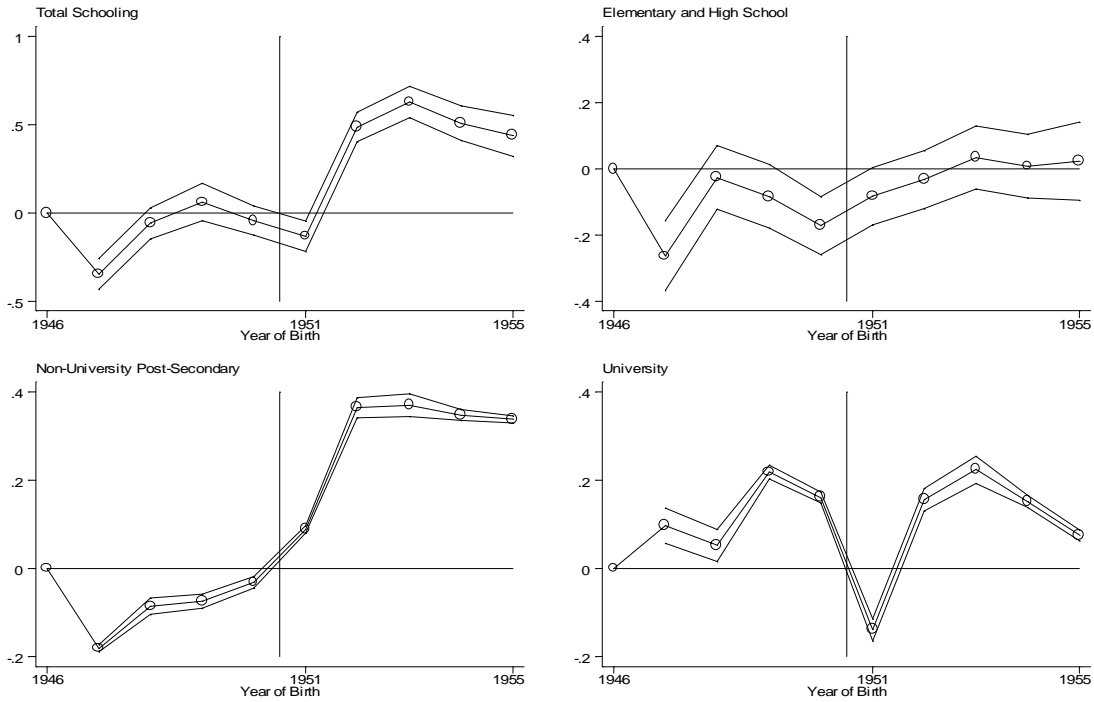 Total Schooling
1
.5
0
-.5
1946 1951 1955
Year of Birth
Elementary and High School
.4
.2
0
-.2
-.4
1946 1951 1955
Year of Birth
Non-University Post-Secondary
.4
.2
0
-.2
1946 1951 1955
Year of Birth
University
.4
.2
0
-.2
1946 1951 1955
Year of Birth